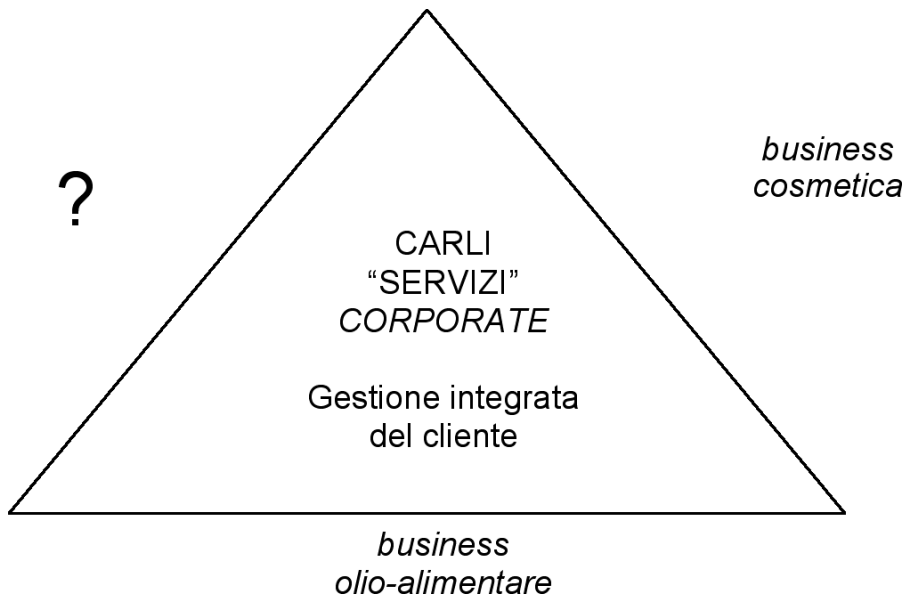 ?
business
cosmetica
CARLI
“SERVIZI”
CORPORATE
Gestione integrata
del cliente
business
olio-alimentare